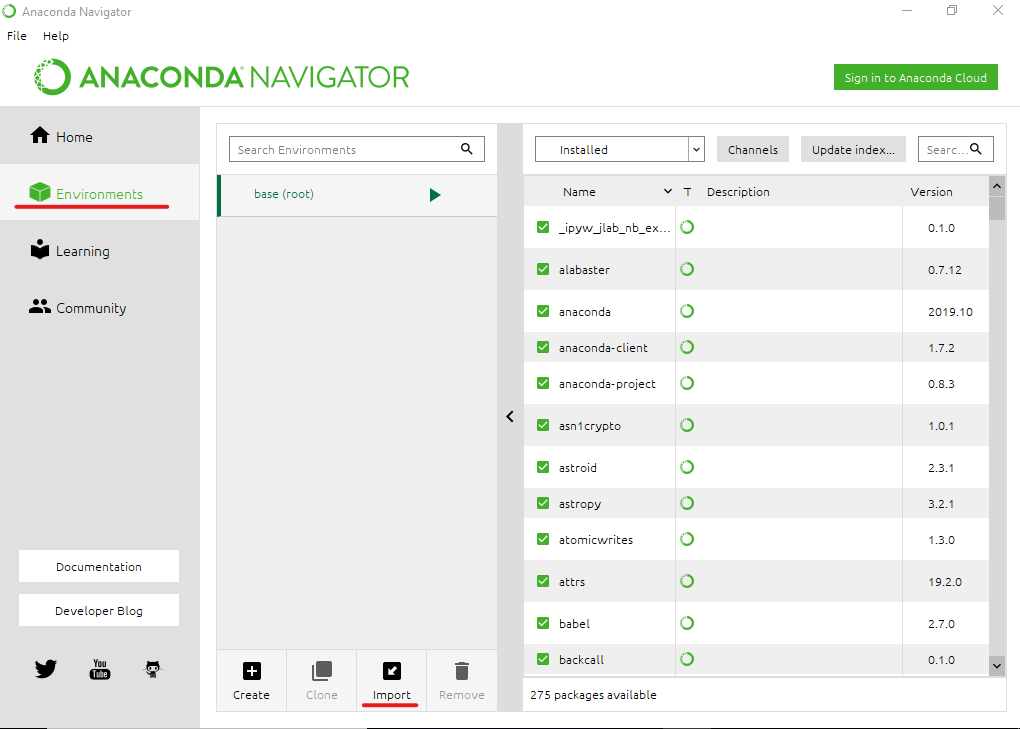 Anaconda Navigator
File Help
ANACONDA NAVIGATOR
Sign in to Anaconda Cloud
Home
Environments
Learning
Community
Documentation
Developer Blog
You
Tube
Search Environments
base (root)
Create Clone Import Remove
Installed Channels Update index... Searc...
Name T Description Version
_ipyw_jlab_nb_ex... 0.1.0
alabaster 0.7.12
anaconda 2019.10
anaconda-client 1.7.2
anaconda-project 0.8.3
asn1crypto 1.0.1
astroid 2.3.1
astropy 3.2.1
atomicwrites 1.3.0
attrs 19.2.0
babel 2.7.0
backcall 0.1.0
275 packages available